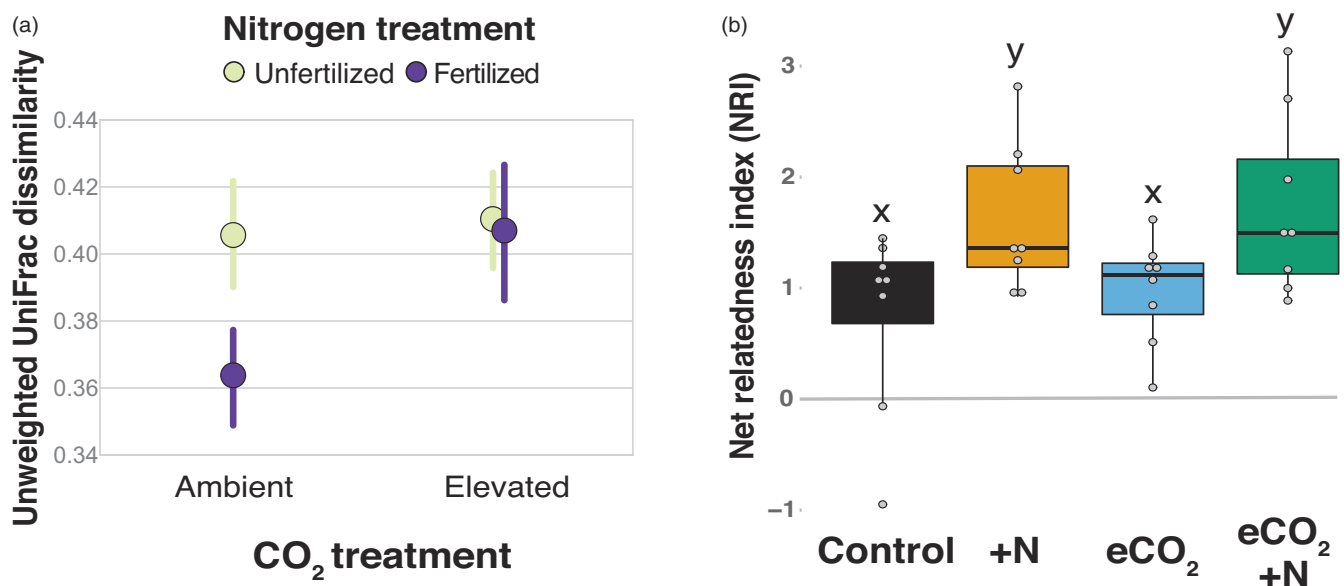 (a)
Nitrogen treatment
Unfertilized Fertilized
Unweighted UniFrac dissimilarity
0.44
0.42
0.40
0.38
0.36
0.34
Ambient Elevated
CO₂ treatment
(b)
Net relatedness index (NRI)
3
2
1
0
−1
x
y
x
y
Control +N eCO₂ eCO₂
+N